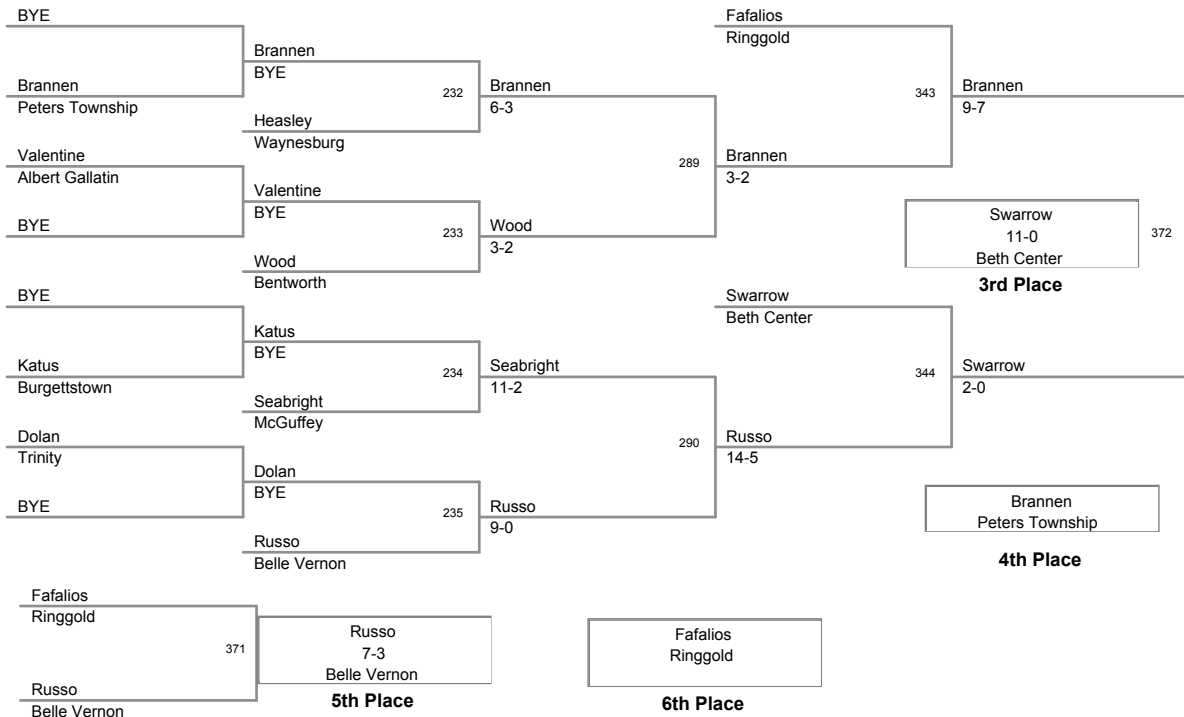 BYE
Brannen
Peters Township
Valentine
Albert Gallatin
BYE
BYE
Katus
Burgettstown
Dolan
Trinity
BYE
Brannen
BYE
232
Heasley
Waynesburg
Valentine
BYE
233
Wood
Bentworth
Katus
BYE
234
Seabright
McGuffey
Dolan
BYE
235
Russo
Belle Vernon
Brannen
6-3
289
Wood
3-2
Seabright
11-2
290
Russo
9-0
Fafalios
Ringgold
343
Brannen
3-2
Swarrow
Beth Center
344
Russo
14-5
Brannen
9-7
Swarrow
11-0
Beth Center
372
3rd Place
Swarrow
2-0
Brannen
Peters Township
4th Place
Fafalios
Ringgold
371
Russo
Belle Vernon
Russo
7-3
Belle Vernon
5th Place
Fafalios
Ringgold
6th Place